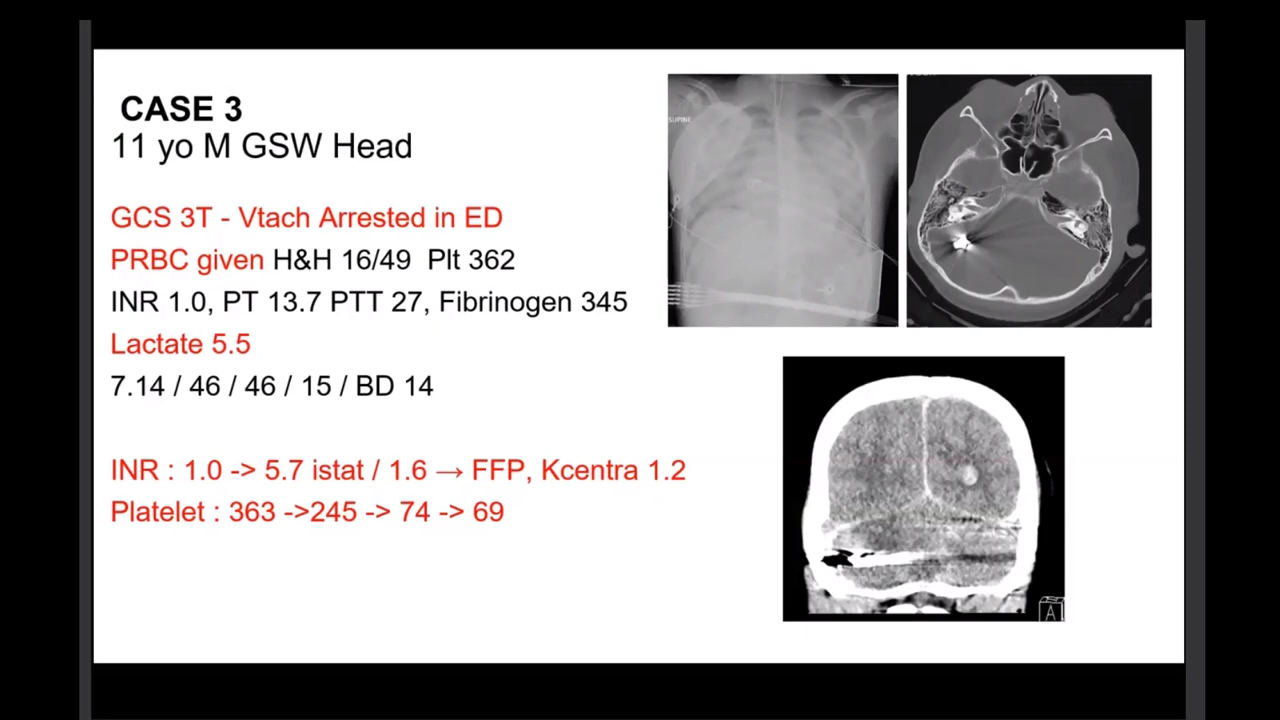 CASE 3
11 yo M GSW Head
GCS 3T - Vtach Arrested in ED
PRBC given H&H 16/49 Plt 362
INR 1.0, PT 13.7 PTT 27, Fibrinogen 345
Lactate 5.5
7.14 / 46 / 46 / 15 / BD 14
INR : 1.0 -> 5.7 istat / 1.6 → FFP, Kcentra 1.2
Platelet : 363 ->245 -> 74 -> 69
SUPINE
A